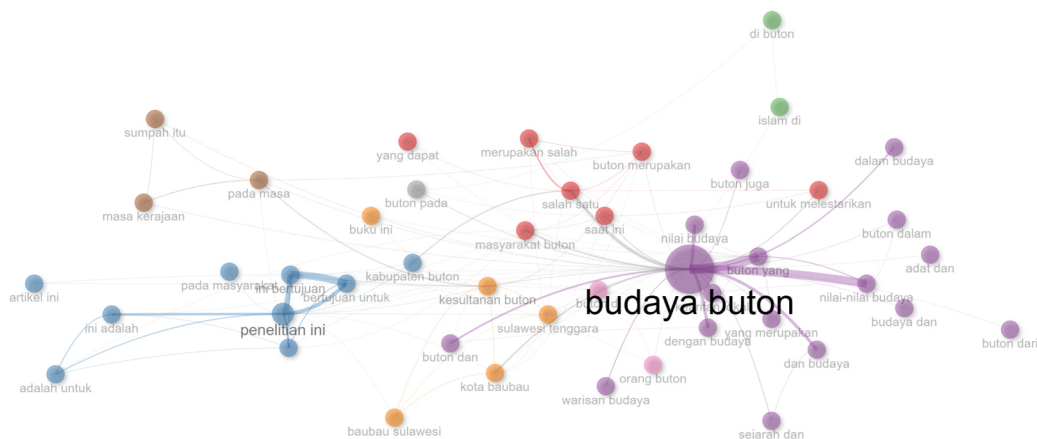 di buton
sumpah itu
islam di
yang dapat
merupakan salah
buton merupakan
dalam budaya
pada masa
buton pada
salah satu
buton juga
untuk melestarikan
masa kerajaan
buku ini
masyarakat buton
saat ini
nilai budaya
buton dalam
pada masyarakat
ini bertujuan
bertujuan untuk
kabupaten buton
buton yang
adat dan
artikel ini
kesultanan buton
nilai-nilai budaya
budaya buton
ini adalah
penelitian ini
sulawesi tenggara
dengan budaya
yang merupakan
budaya dan
buton dari
buton dan
dan budaya
adalah untuk
kota baubau
orang buton
warisan budaya
baubau sulawesi
sejarah dan